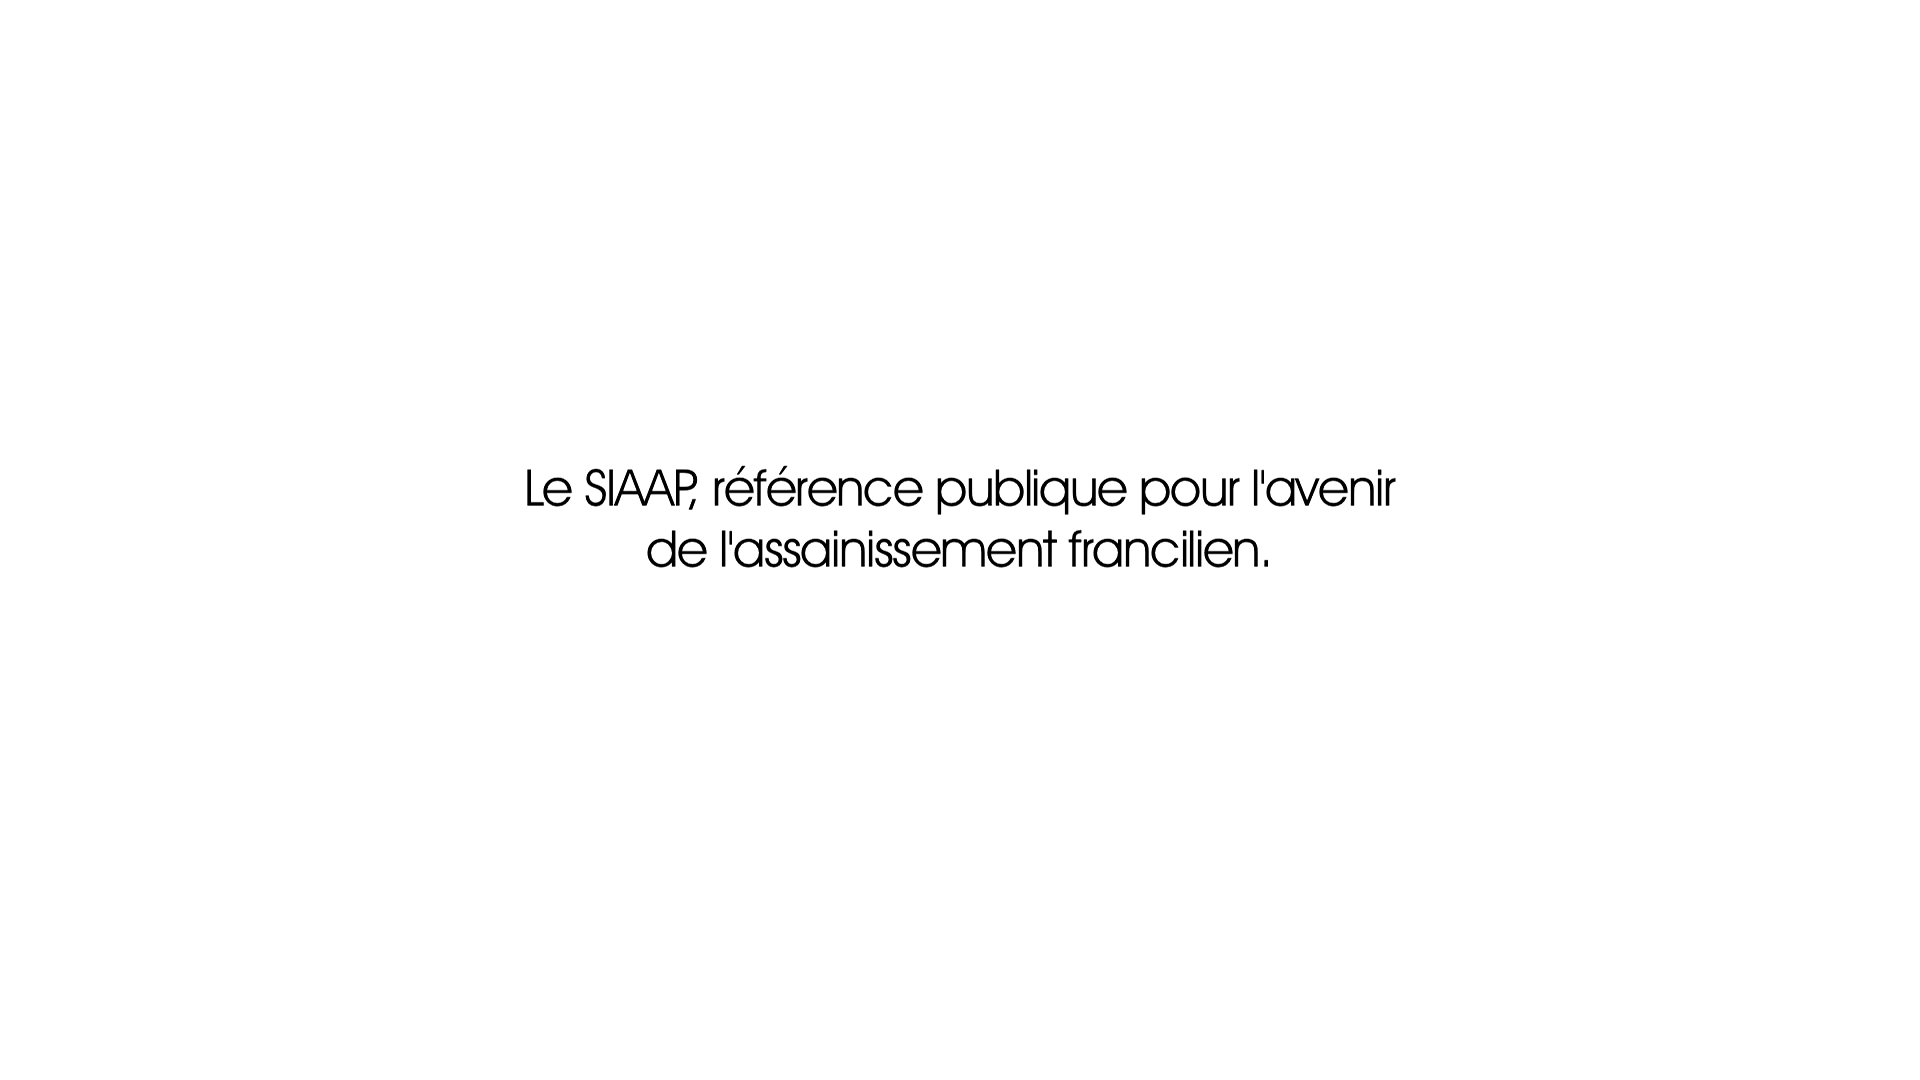 Le SIAAP, référence publique pour l'avenir
de l'assainissement francilien.